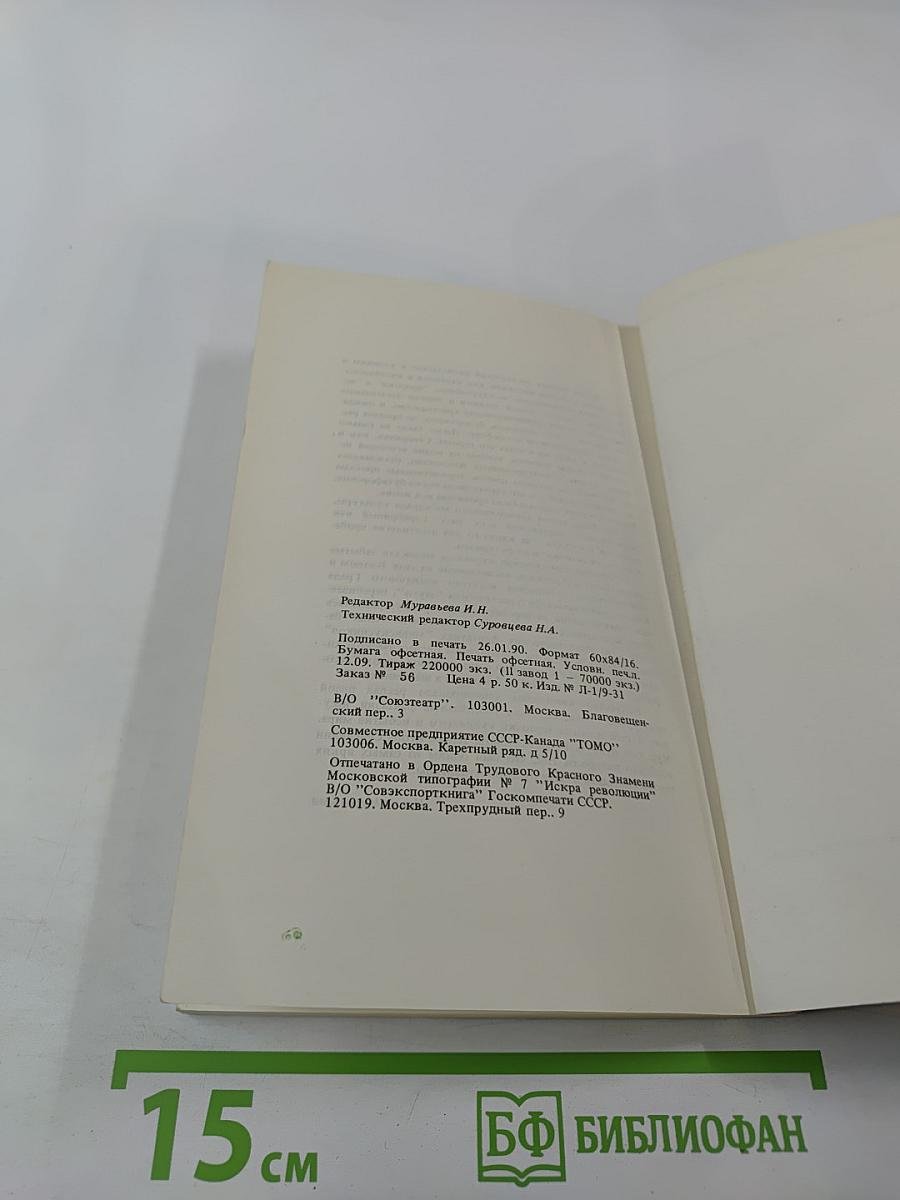 Редактор Муравьева И.Н.
Технический редактор Суровцева Н.А.
Подписано в печать 26.01.90. Формат 60х84/16.
Бумага офсетная. Печать офсетная. Условн. печ.л.
12.09. Тираж 220000 экз. (II завод 1 – 70000 экз.)
Заказ № 56 Цена 4 р. 50 к. Изд. № Л-1/9-31
В/О "Союзтеатр". 103001. Москва. Благовещен-
ский пер.. 3
Совместное предприятие СССР-Канада "ТОМО"
103006. Москва. Каретный ряд. д 5/10
Отпечатано в Ордена Трудового Красного Знамени
Московской типографии № 7 "Искра революции"
В/О "Совэкспорткнига" Госкомпечати СССР.
121019. Москва. Трехпрудный пер.. 9
15 см
БФ БИБЛИОФАН